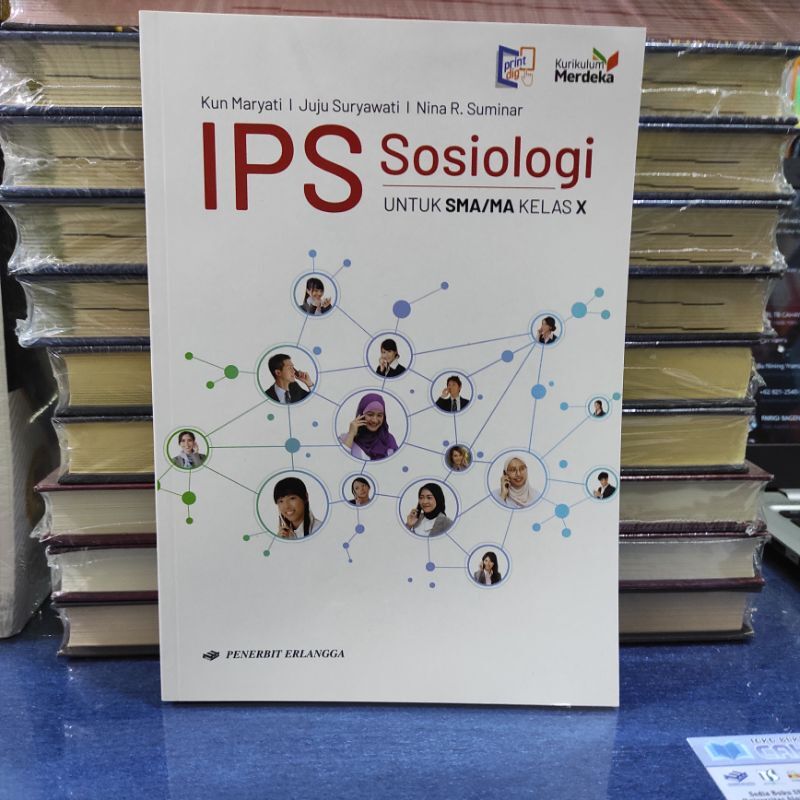 print
dig
Kurikulum
Merdeka
Kun Maryati I Juju Suryawati I Nina R. Suminar
IPS Sosiologi
UNTUK SMA/MA KELAS X
PENERBIT ERLANGGA